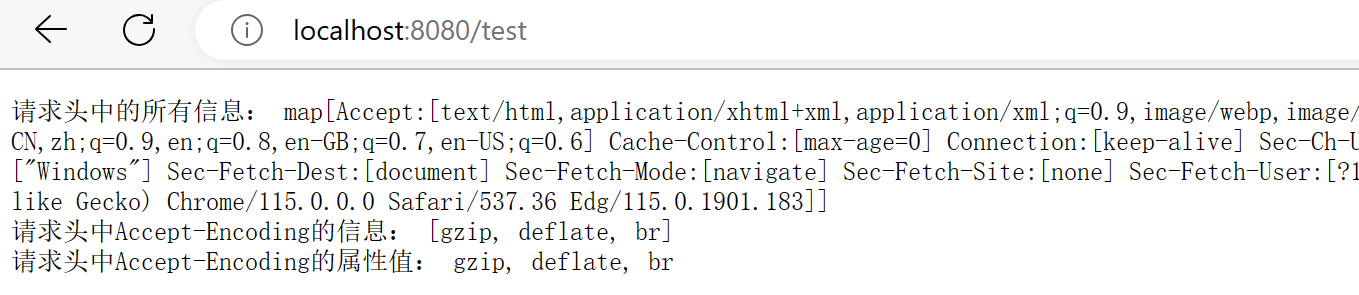 localhost:8080/test
请求头中的所有信息： map[Accept:[text/html,application/xhtml+xml,application/xml;q=0.9,image/webp,image/
CN,zh;q=0.9,en;q=0.8,en-GB;q=0.7,en-US;q=0.6] Cache-Control:[max-age=0] Connection:[keep-alive] Sec-Ch-U
["Windows"] Sec-Fetch-Dest:[document] Sec-Fetch-Mode:[navigate] Sec-Fetch-Site:[none] Sec-Fetch-User:[?1
like Gecko) Chrome/115.0.0.0 Safari/537.36 Edg/115.0.1901.183]]
请求头中Accept-Encoding的信息： [gzip, deflate, br]
请求头中Accept-Encoding的属性值： gzip, deflate, br